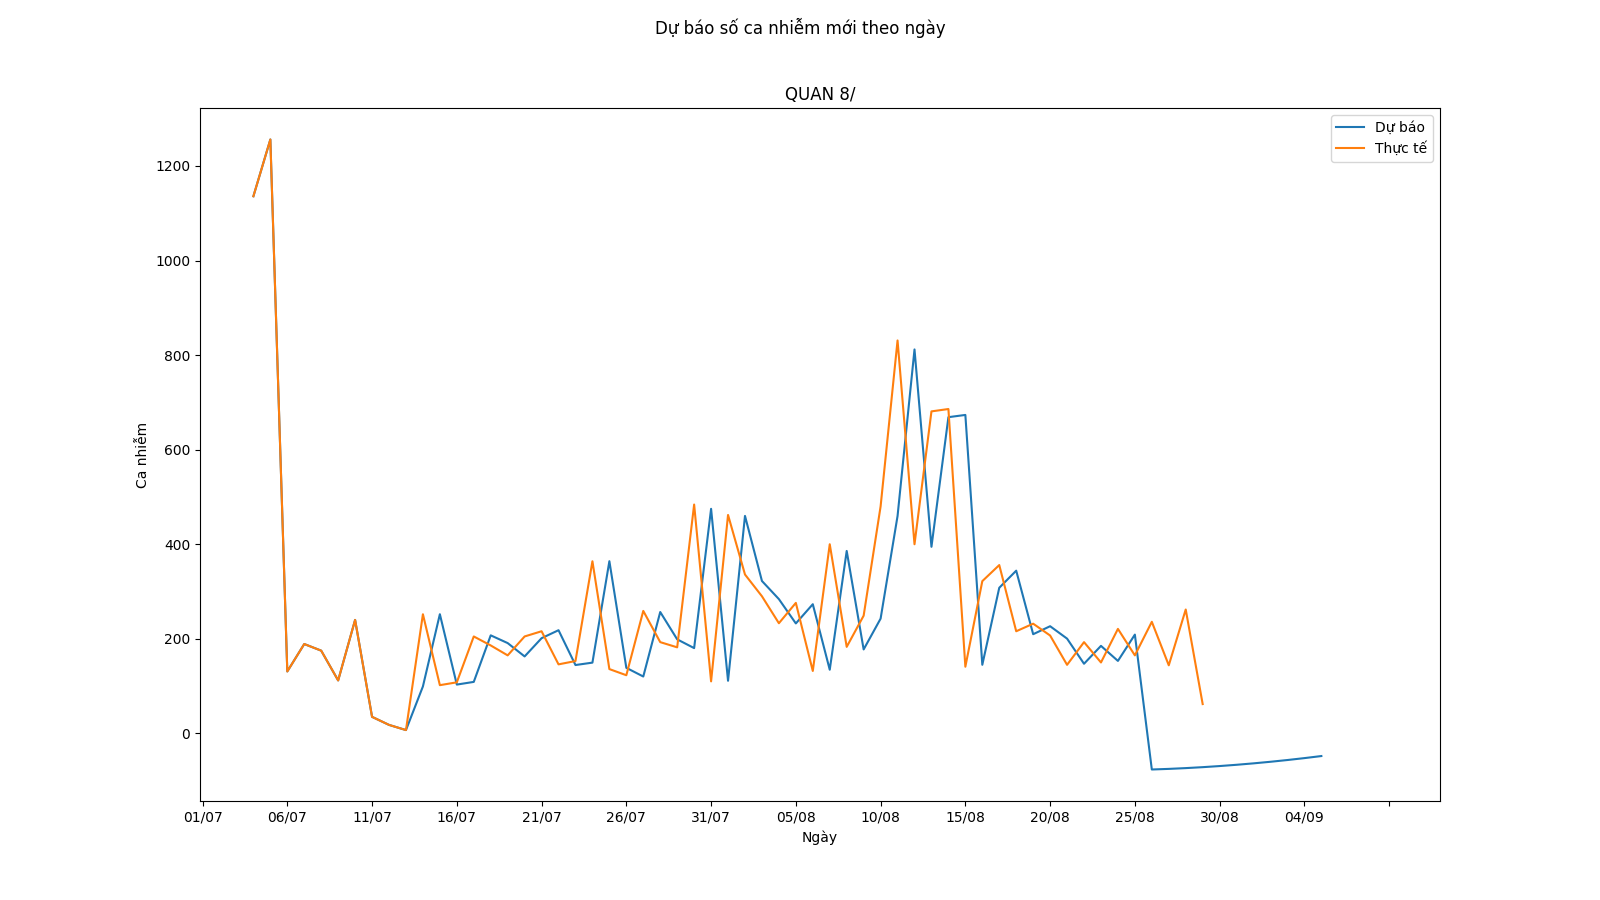 Dự báo số ca nhiễm mới theo ngày
QUAN 8/
Dự báo
Thực tế
Ca nhiễm
1200
1000
800
600
400
200
0
01/07 06/07 11/07 16/07 21/07 26/07 31/07 05/08 10/08 15/08 20/08 25/08 30/08 04/09
Ngày